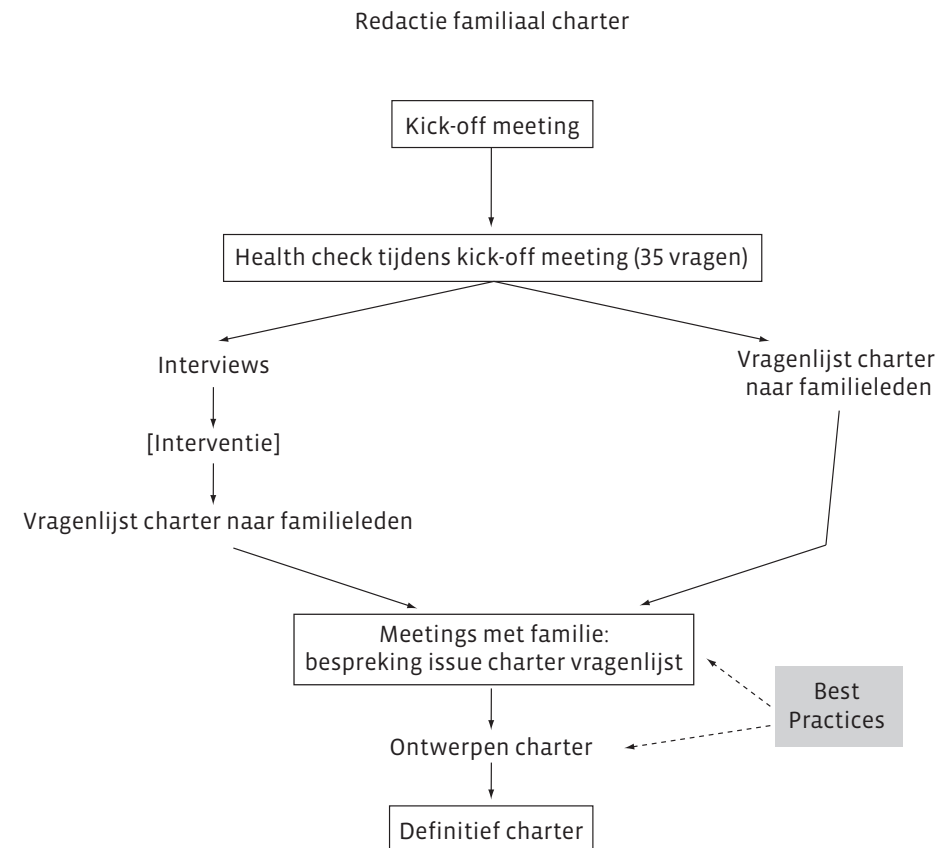 Redactie familiaal charter
Kick-off meeting
Health check tijdens kick-off meeting (35 vragen)
Interviews
[Interventie]
Vragenlijst charter naar familieleden
Vragenlijst charter
naar familieleden
Meetings met familie:
bespreking issue charter vragenlijst
Best
Practices
Ontwerpen charter
Definitief charter